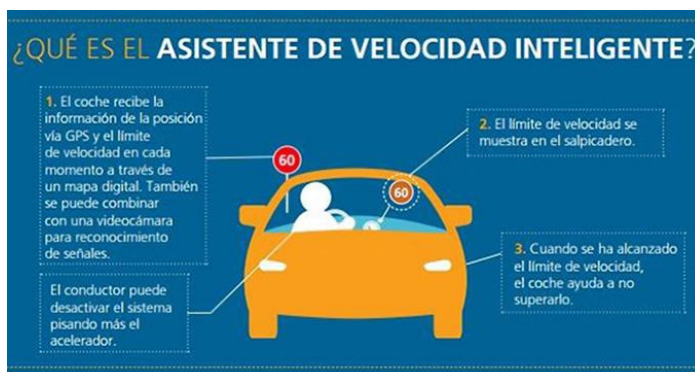 ¿QUÉ ES EL ASISTENTE DE VELOCIDAD INTELIGENTE?
1. El coche recibe la
información de la posición
vía GPS y el límite
de velocidad en cada
momento a través de
un mapa digital. También
se puede combinar
con una videocámara
para reconocimiento
de señales.
60
2. El límite de velocidad se
muestra en el salpicadero.
60
El conductor puede
desactivar el sistema
pisando más el
acelerador.
3. Cuando se ha alcanzado
el límite de velocidad,
el coche ayuda a no
superarlo.